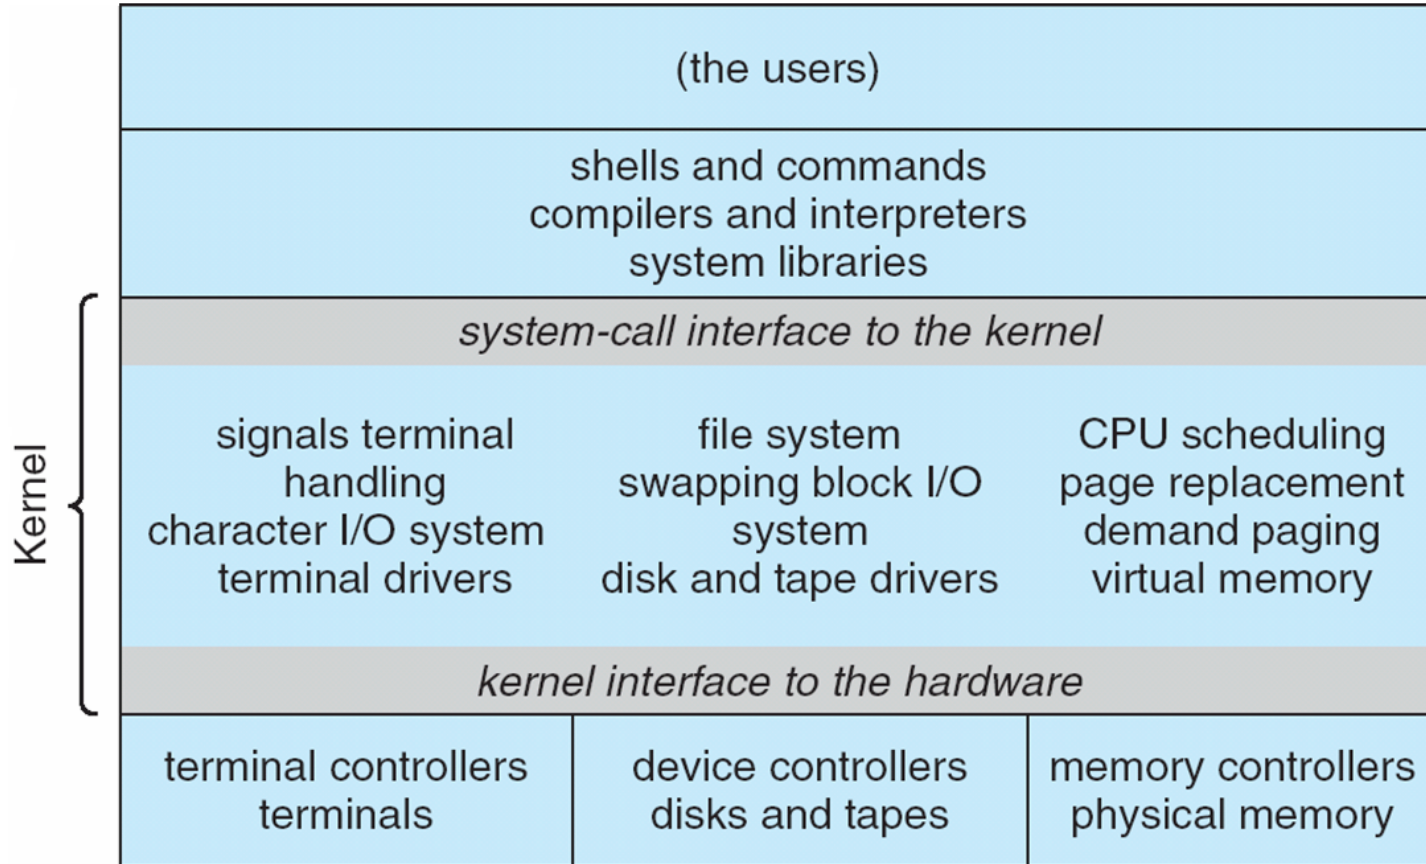 (the users)
shells and commands
compilers and interpreters
system libraries
system-call interface to the kernel
Kernel
signals terminal
handling
character I/O system
terminal drivers
file system
swapping block I/O
system
disk and tape drivers
CPU scheduling
page replacement
demand paging
virtual memory
kernel interface to the hardware
terminal controllers
terminals
device controllers
disks and tapes
memory controllers
physical memory